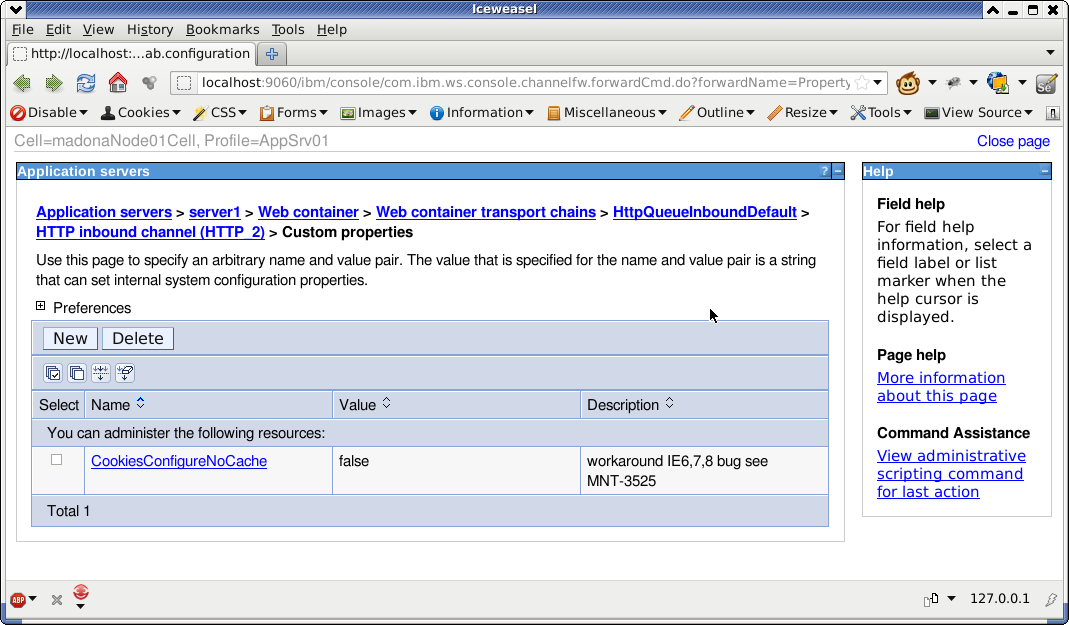 Iceweasel
File Edit View History Bookmarks Tools Help
http://localhost:...ab.configuration
localhost:9060/ibm/console/com.ibm.ws.console.channelfw.forwardCmd.do?forwardName=Property
Disable Cookies CSS Forms Images Information Miscellaneous Outline Resize Tools View Source
Cell=madonaNode01Cell, Profile=AppSrv01 Close page
Application servers ? –
Application servers > server1 > Web container > Web container transport chains > HttpQueueInboundDefault >
HTTP inbound channel (HTTP_2) > Custom properties
Use this page to specify an arbitrary name and value pair. The value that is specified for the name and value pair is a string
that can set internal system configuration properties.
Preferences
New Delete
Select Name Value Description
You can administer the following resources:
CookiesConfigureNoCache false workaround IE6,7,8 bug see
MNT-3525
Total 1
Help –
Field help
For field help
information, select a
field label or list
marker when the
help cursor is
displayed.
Page help
More information
about this page
Command Assistance
View administrative
scripting command
for last action
ABP 127.0.0.1